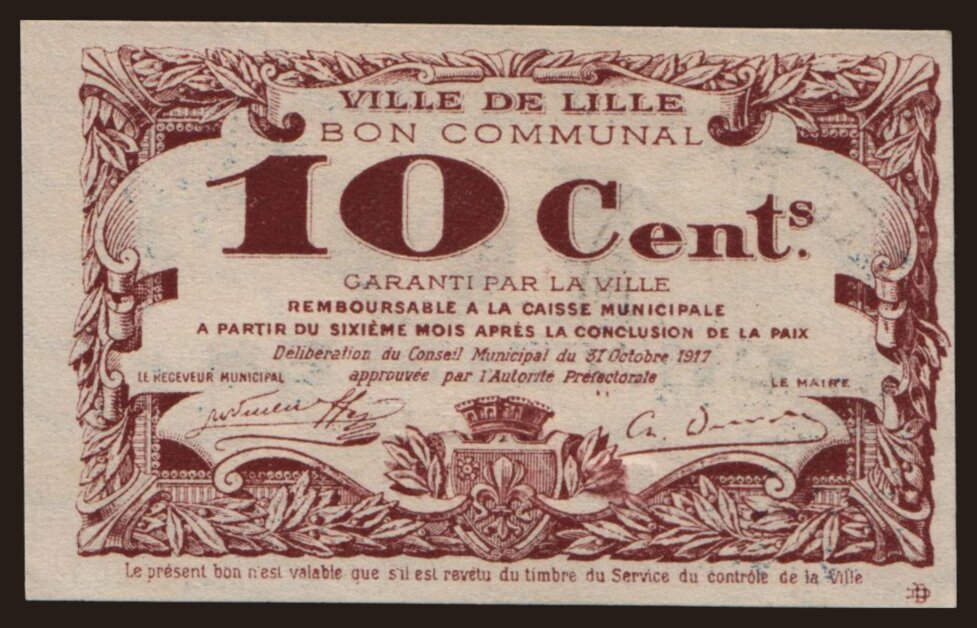 VILLE DE LILLE
BON COMMUNAL
10 Cents.
GARANTI PAR LA VILLE
REMBOURSABLE A LA CAISSE MUNICIPALE
A PARTIR DU SIXIÈME MOIS APRÈS LA CONCLUSION DE LA PAIX
Délibération du Conseil Municipal du 31 Octobre 1917
approuvée par l'Autorité Préfectorale
LE RECEVEUR MUNICIPAL
LE MAIRE
Le présent bon n'est valable que s'il est revétu du timbre du Service du contrôle de la Ville